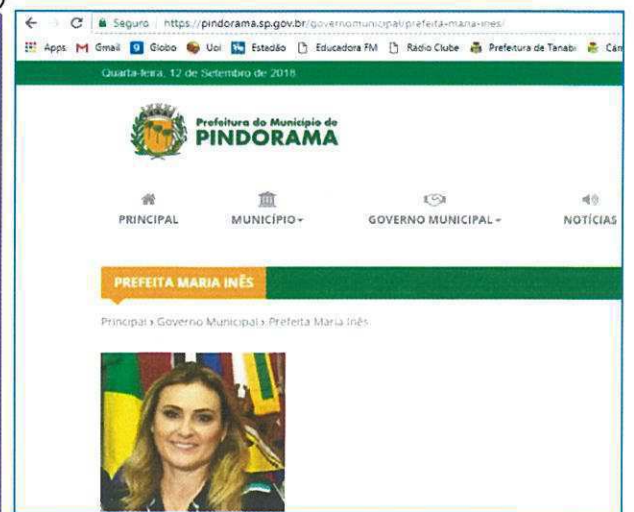 Seguro https://pindorama.sp.gov.br/governomunicipal/prefeita-maria-ines/
Apps Gmail Globo Uol Estadão Educadora FM Rádio Clube Prefeitura de Tanabi
Quarta-feira, 12 de Setembro de 2018
Prefeitura do Município de
PINDORAMA
PRINCIPAL MUNICÍPIO GOVERNO MUNICIPAL NOTÍCIAS
PREFEITA MARIA INÊS
Principal › Governo Municipal › Prefeita Maria Inês